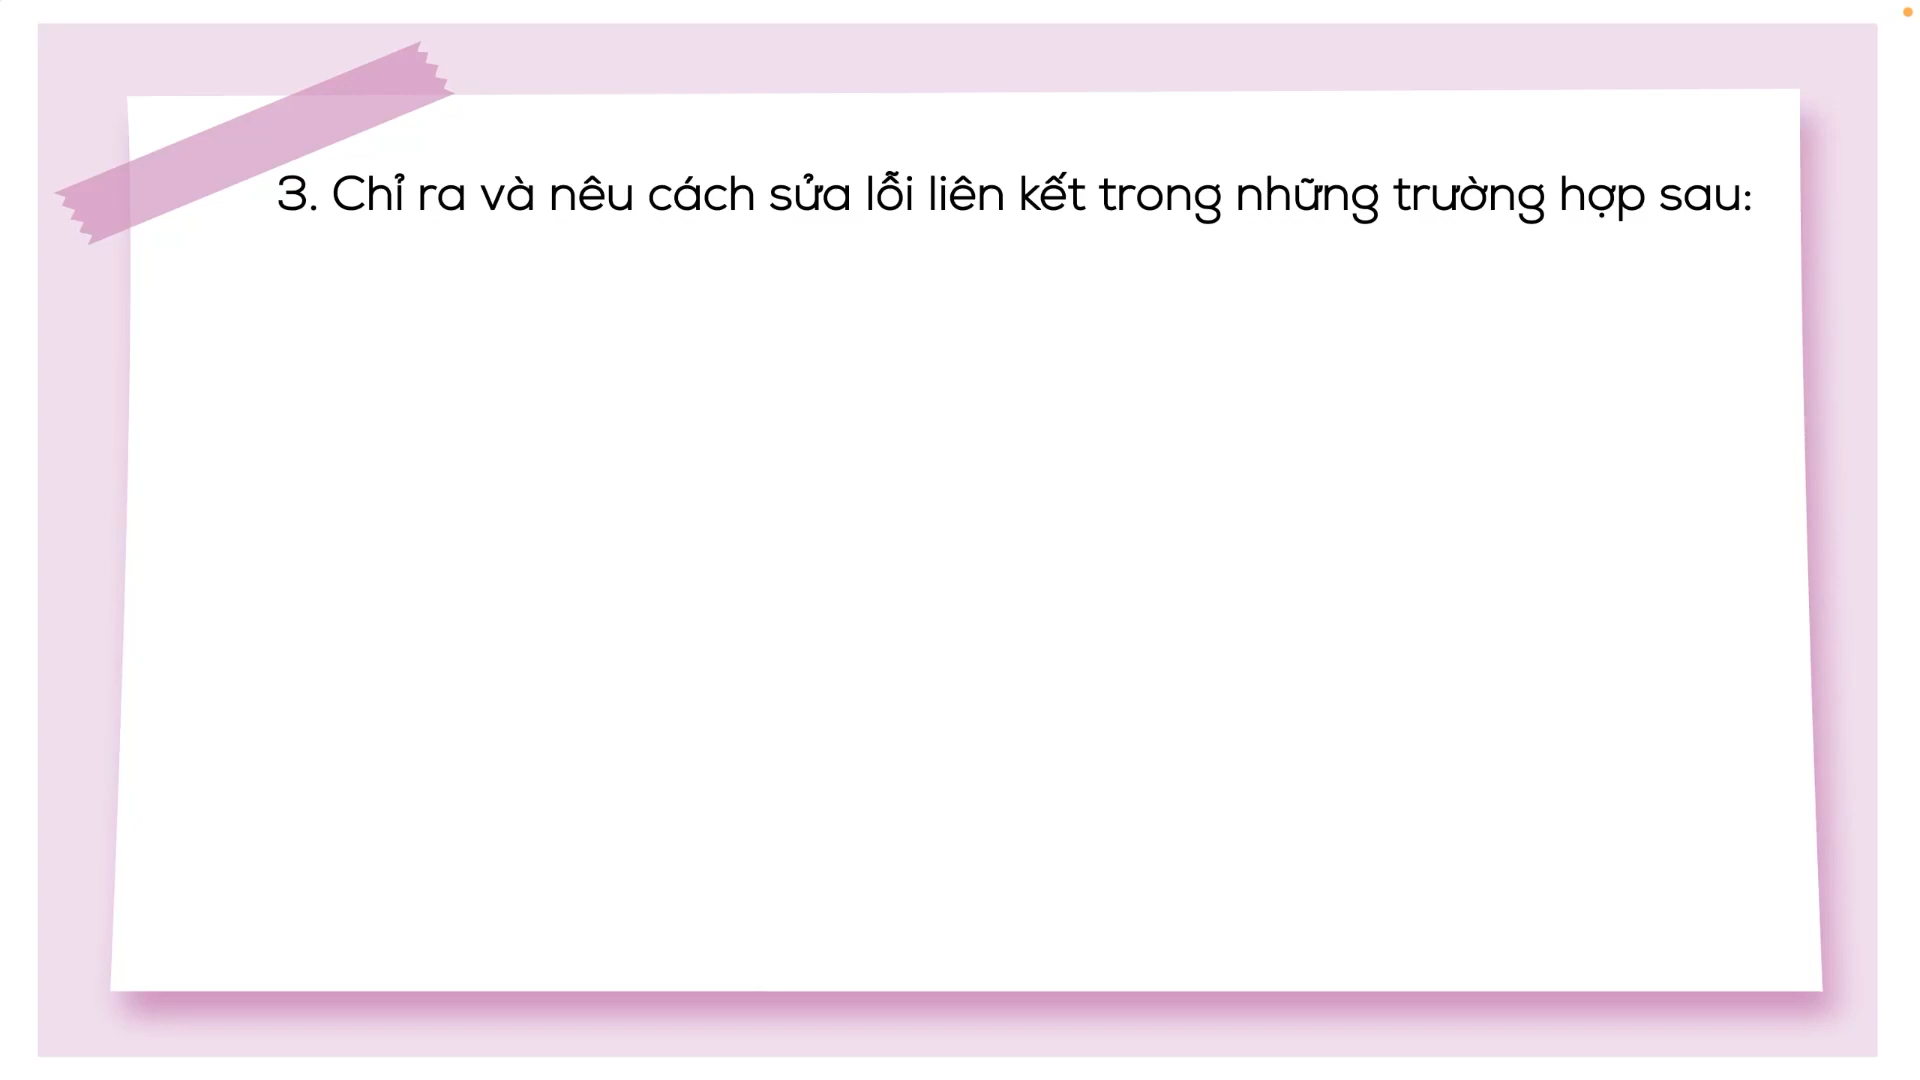 3. Chỉ ra và nêu cách sửa lỗi liên kết trong những trường hợp sau: